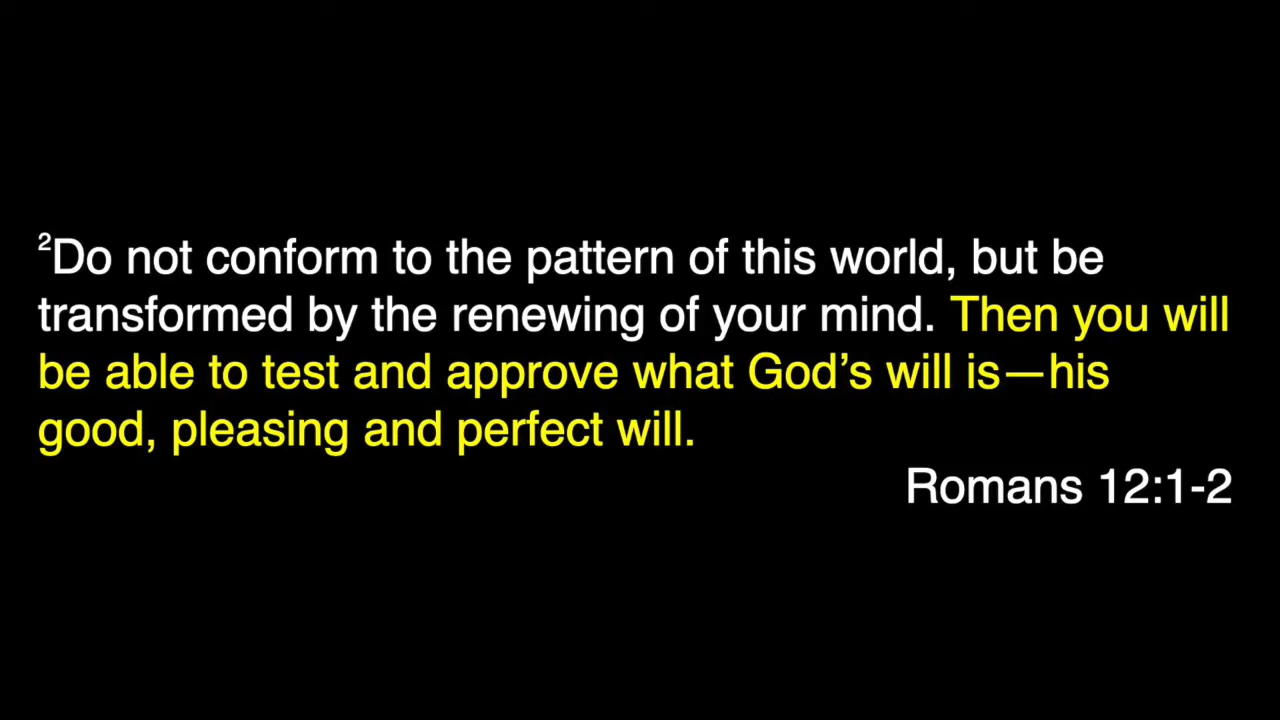 ²Do not conform to the pattern of this world, but be
transformed by the renewing of your mind. Then you will
be able to test and approve what God’s will is—his
good, pleasing and perfect will.
Romans 12:1-2